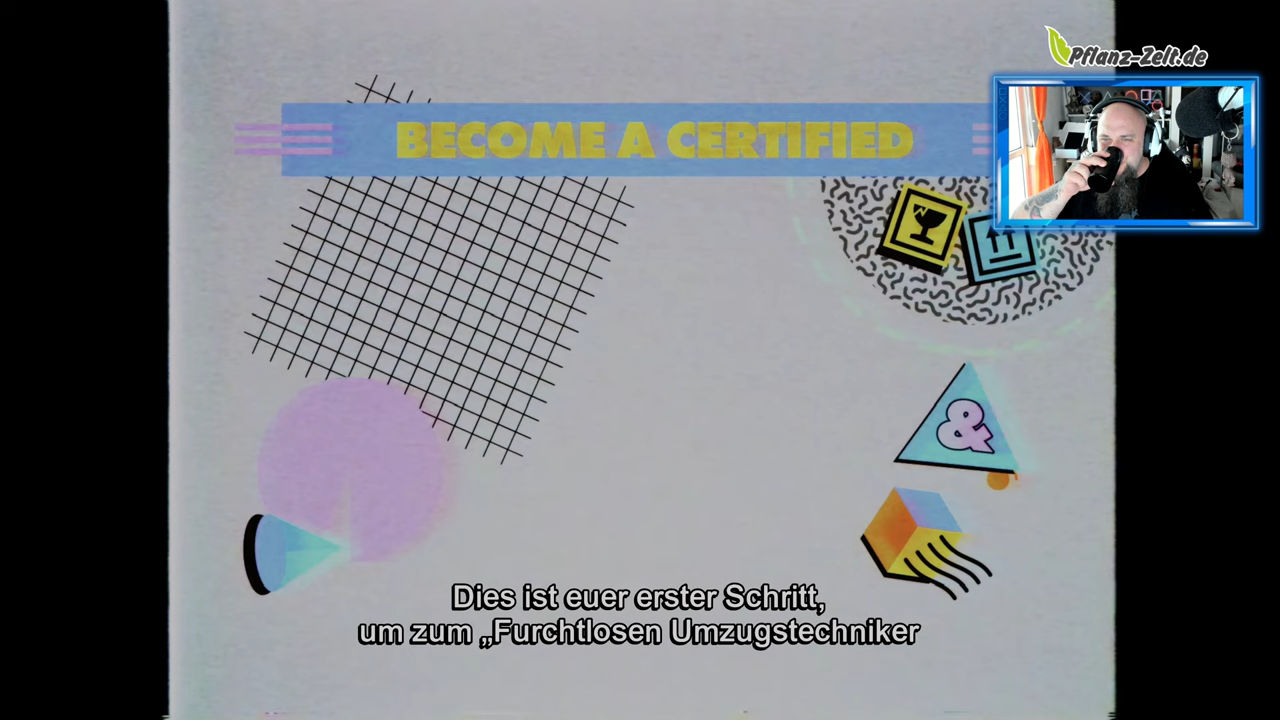 Pflanz-Zelt.de
BECOME A CERTIFIED
&
Dies ist euer erster Schritt,
um zum „Furchtlosen Umzugstechniker